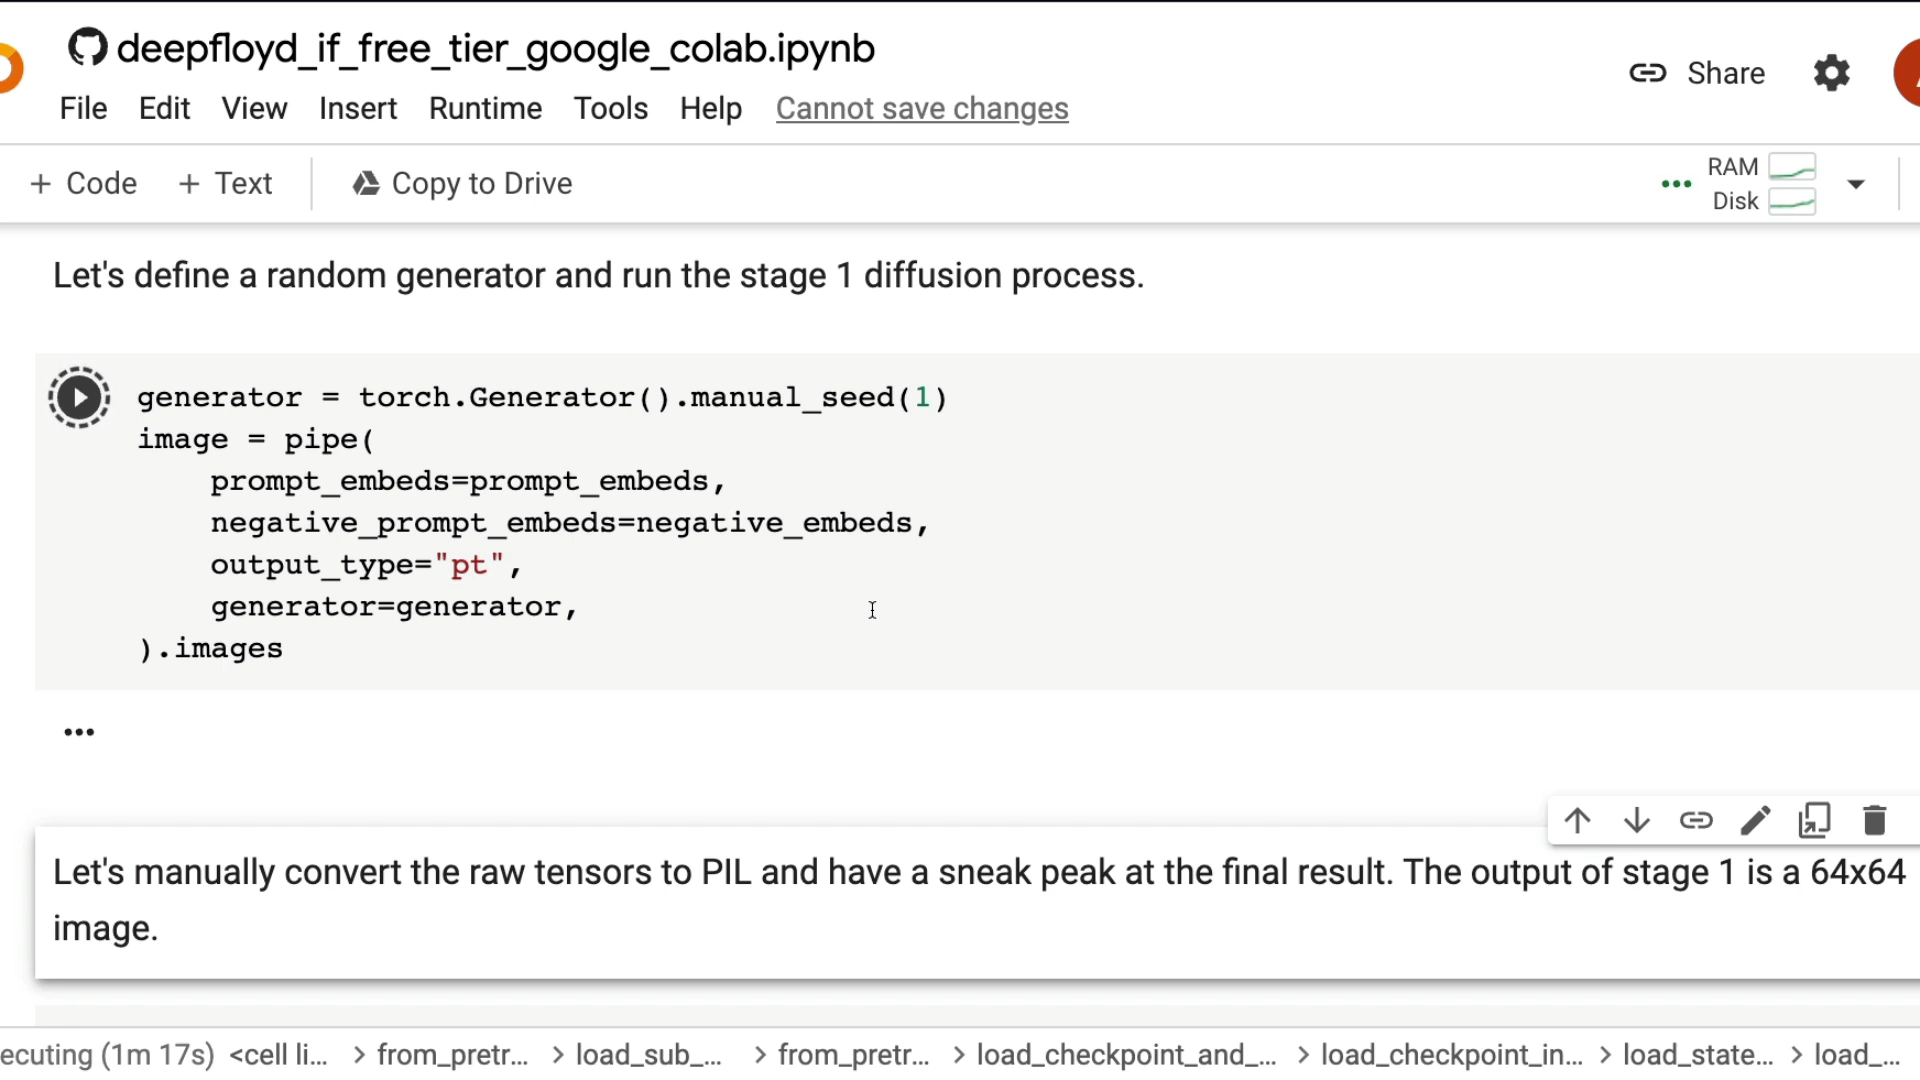 deepfloyd_if_free_tier_google_colab.ipynb
File Edit View Insert Runtime Tools Help Cannot save changes
Share
+ Code + Text Copy to Drive
RAM
Disk
Let's define a random generator and run the stage 1 diffusion process.
generator = torch.Generator().manual_seed(1)
image = pipe(
    prompt_embeds=prompt_embeds,
    negative_prompt_embeds=negative_embeds,
    output_type="pt",
    generator=generator,
).images
Let's manually convert the raw tensors to PIL and have a sneak peak at the final result. The output of stage 1 is a 64x64
image.
ecuting (1m 17s) <cell li... > from_pretr... > load_sub_... > from_pretr... > load_checkpoint_and_... > load_checkpoint_in... > load_state... > load_...